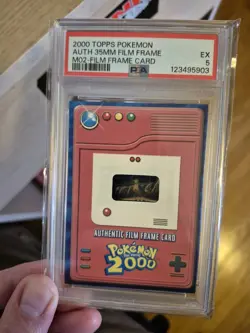 2000 TOPPS POKEMON
AUTH 35MM FILM FRAME EX
M02-FILM FRAME CARD 5
PSA 123495903
AUTHENTIC FILM FRAME CARD
Pokémon
2000